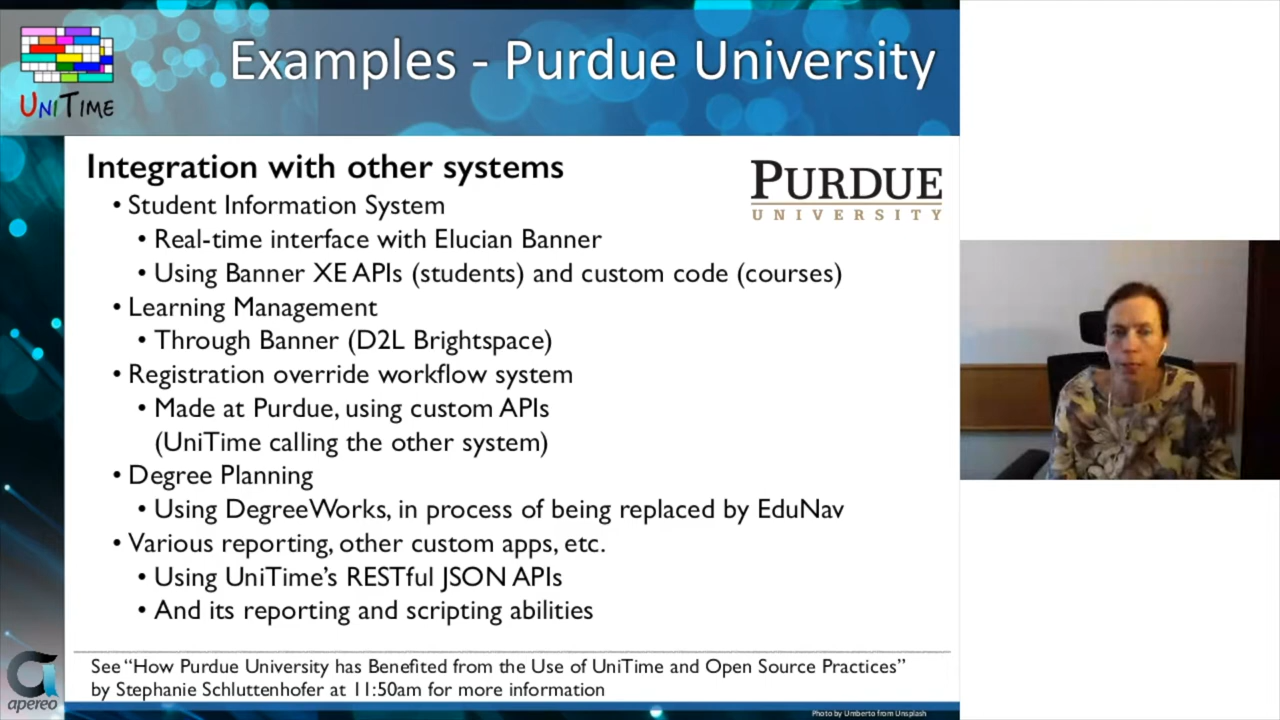 Examples - Purdue University
UNITIME
Integration with other systems
PURDUE
UNIVERSITY
• Student Information System
• Real-time interface with Elucian Banner
• Using Banner XE APIs (students) and custom code (courses)
• Learning Management
• Through Banner (D2L Brightspace)
• Registration override workflow system
• Made at Purdue, using custom APIs
(UniTime calling the other system)
• Degree Planning
• Using DegreeWorks, in process of being replaced by EduNav
• Various reporting, other custom apps, etc.
• Using UniTime’s RESTful JSON APIs
• And its reporting and scripting abilities
See “How Purdue University has Benefited from the Use of UniTime and Open Source Practices”
by Stephanie Schluttenhofer at 11:50am for more information
apereo
Photo by Umberto from Unsplash